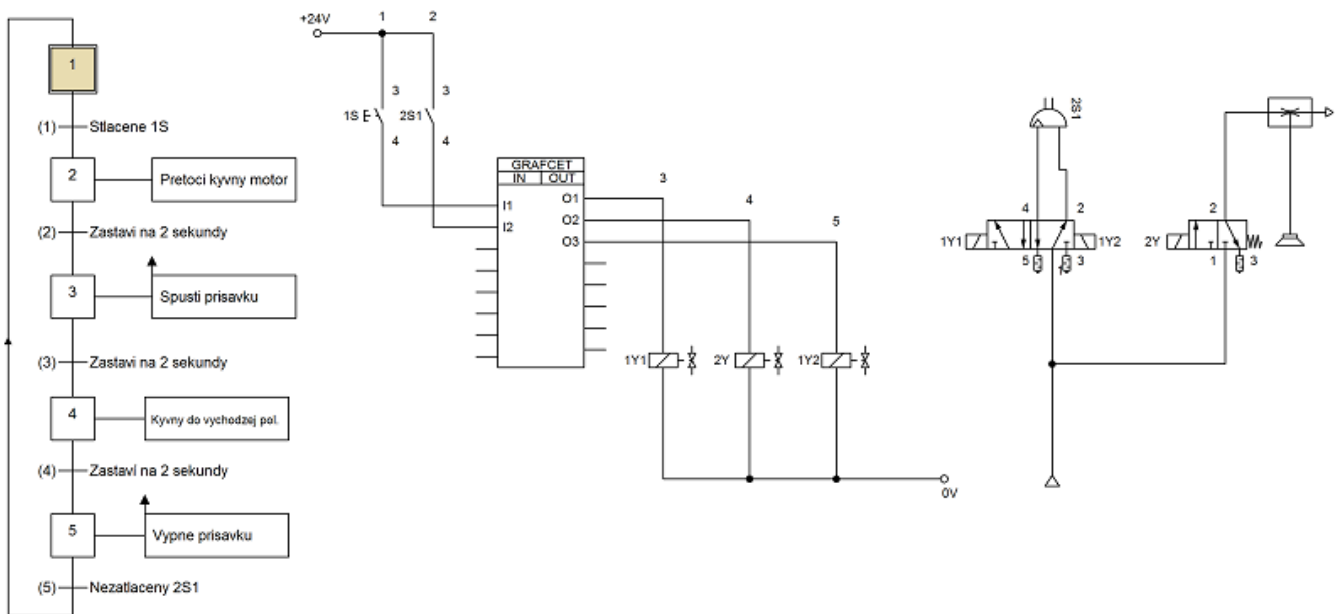 1
(1) Stlacene 1S
2 Pretoci kyvny motor
(2) Zastavi na 2 sekundy
3 Spusti prisavku
(3) Zastavi na 2 sekundy
4 Kyvny do vychodzej pol.
(4) Zastaví na 2 sekundy
5 Vypne prisavku
(5) Nezatlaceny 2S1
+24V 1 2
3 3
1S 2S1
4 4
GRAFCET
IN OUT
I1 O1
I2 O2
O3
3
4
5
1Y1 2Y 1Y2
0V
2S1
4 2
1Y1 1Y2
5 3
2
2Y
1 3